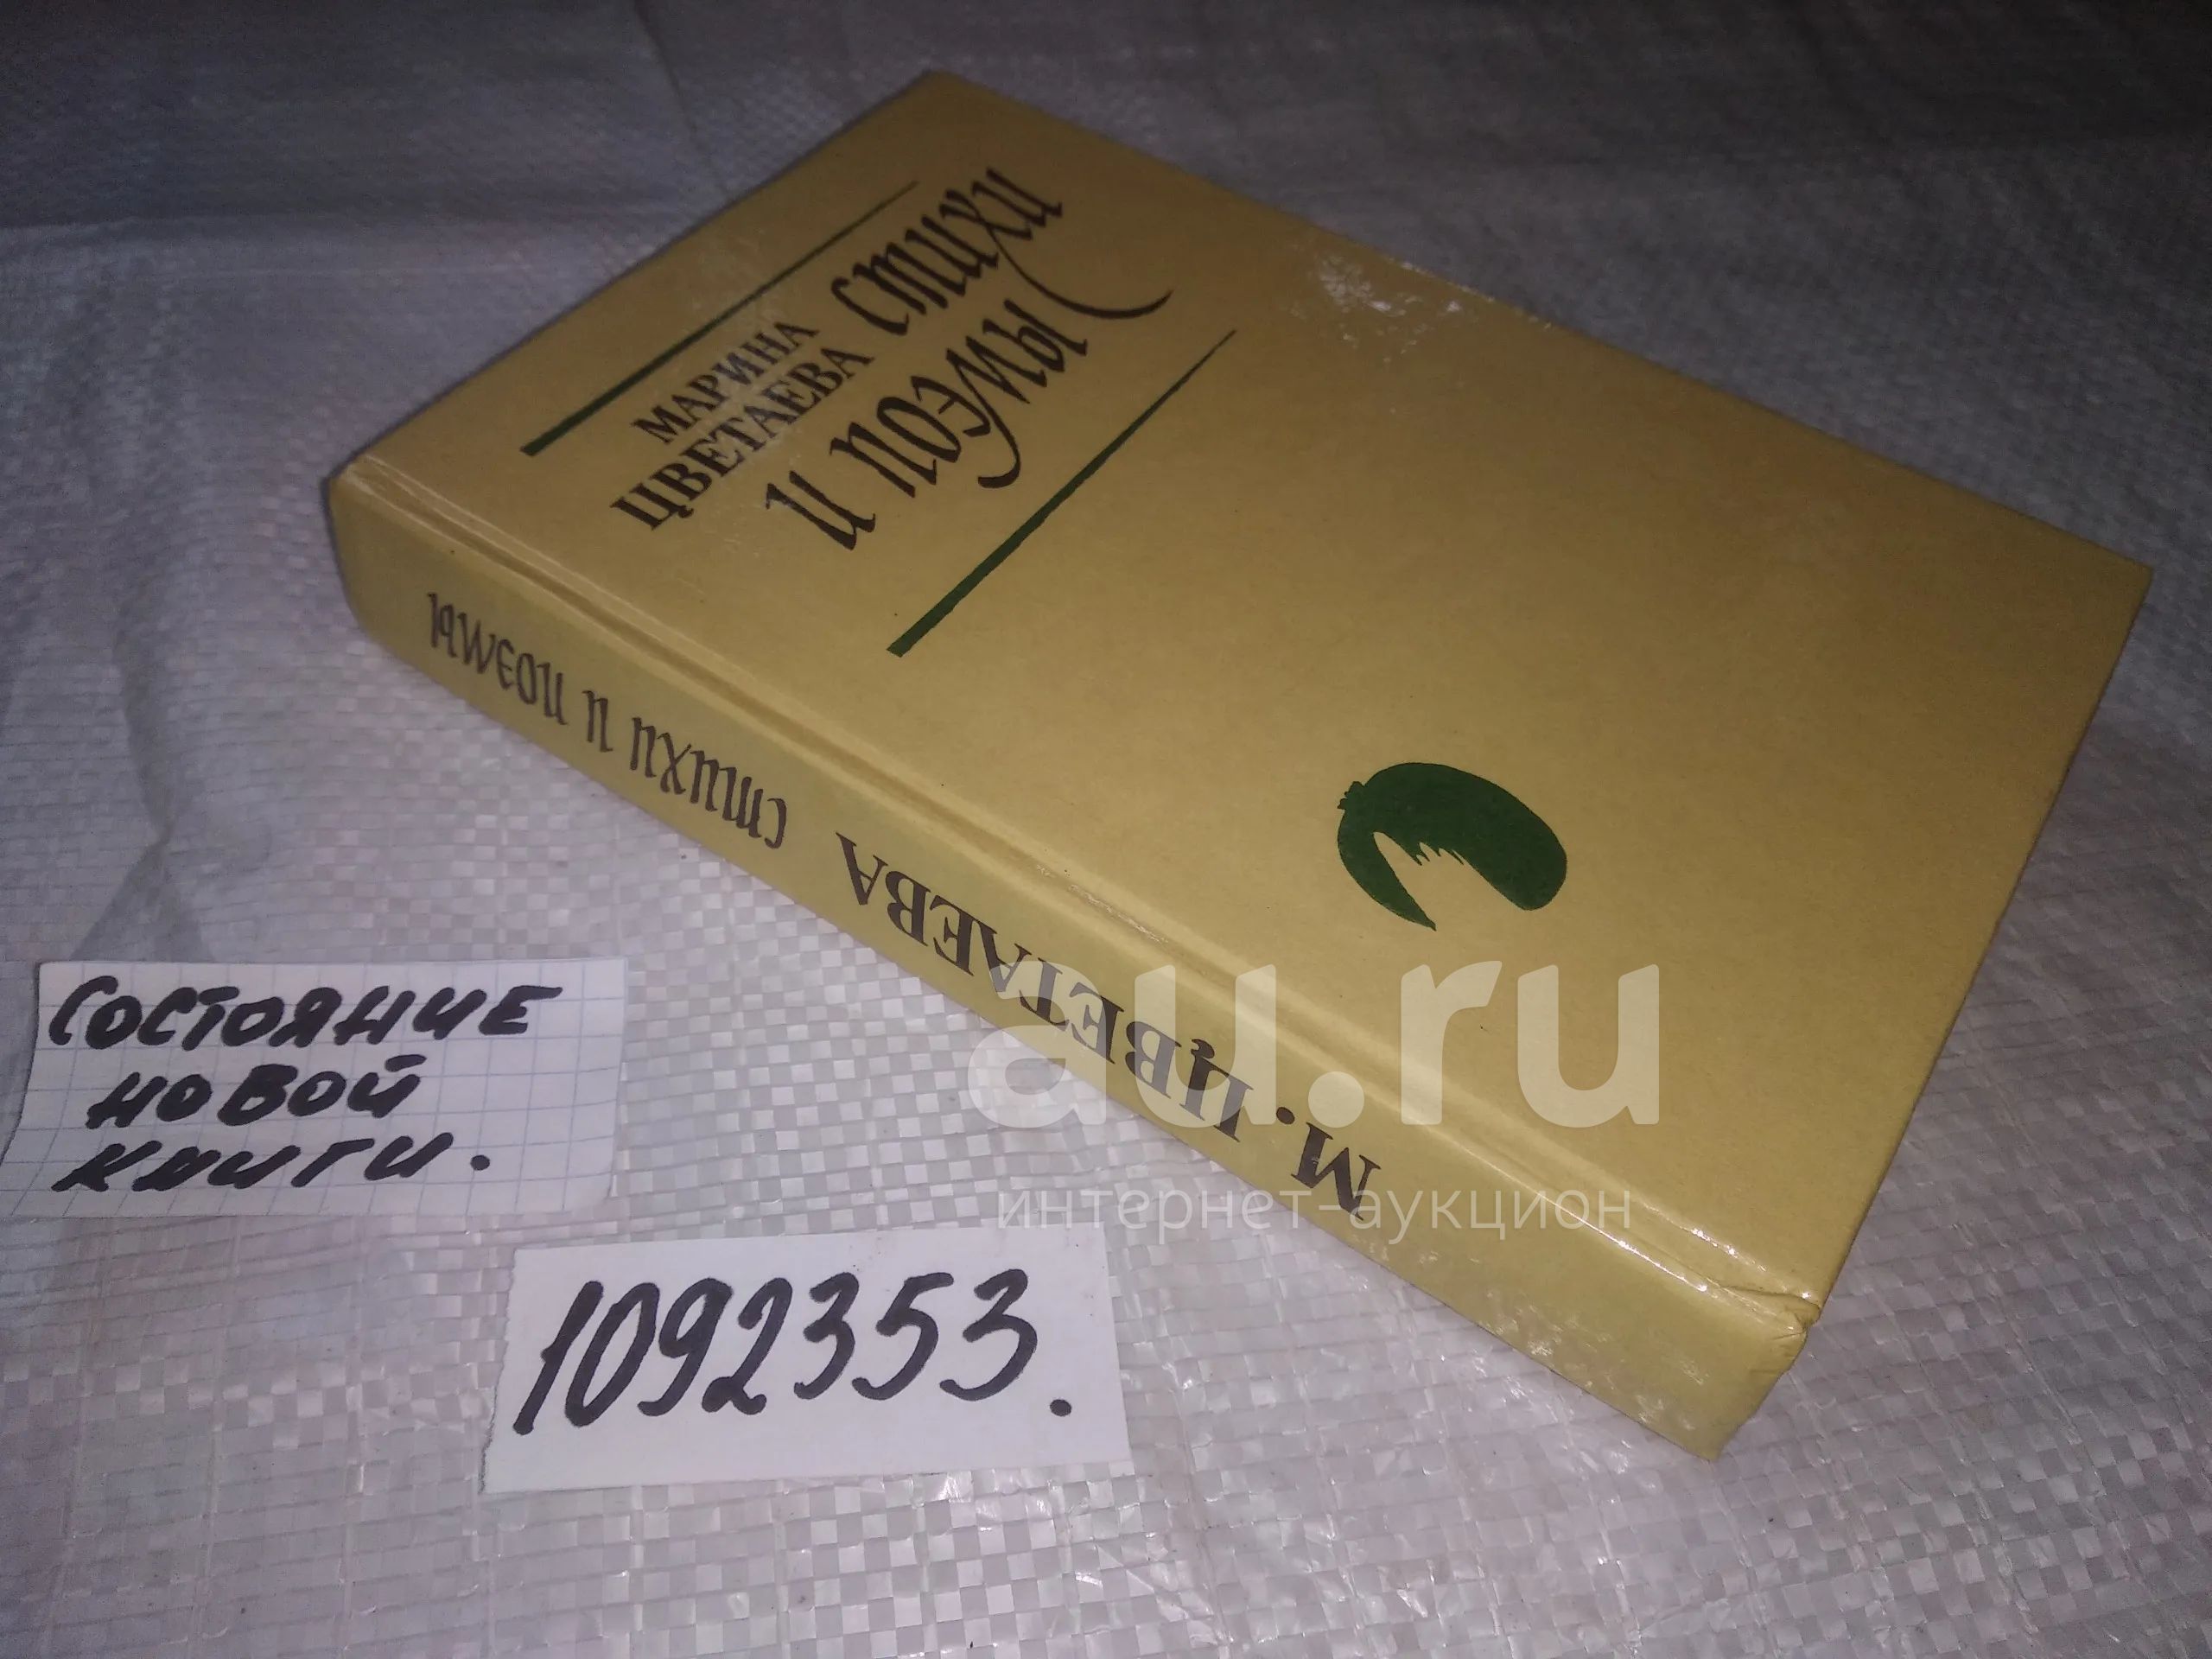 МАРИНА
ЦВЕТАЕВА
стихи
и поэмы
М. ЦВЕТАЕВА стихи и поэмы
au.ru
интернет-аукцион
СОСТОЯНИЕ
НОВОЙ
КНИГИ.
1092353.